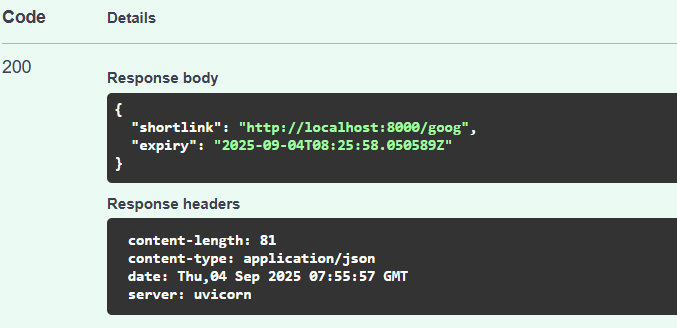 Code Details
200
Response body
{
  "shortlink": "http://localhost:8000/goog",
  "expiry": "2025-09-04T08:25:58.050589Z"
}
Response headers
content-length: 81
content-type: application/json
date: Thu,04 Sep 2025 07:55:57 GMT
server: uvicorn